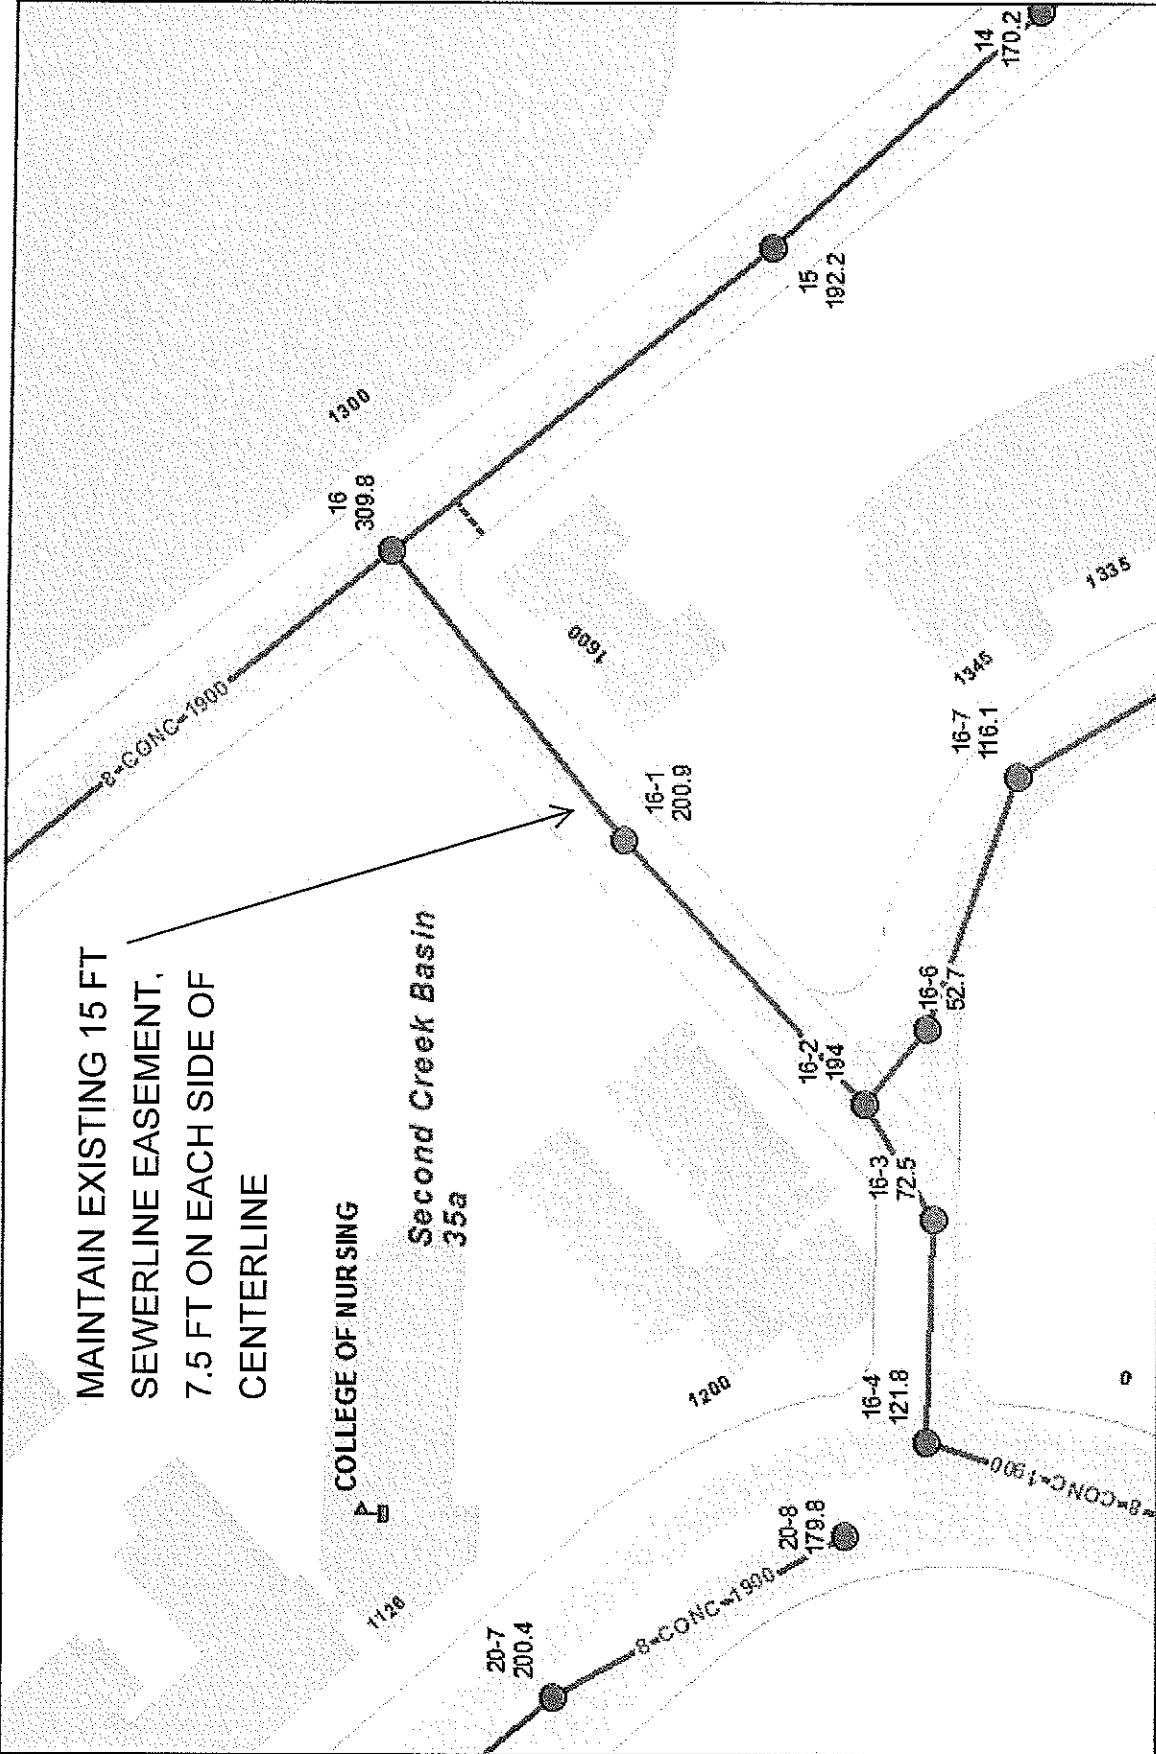 MAINTAIN EXISTING 15 FT
SEWERLINE EASEMENT,
7.5 FT ON EACH SIDE OF
CENTERLINE
COLLEGE OF NURSING
Second Creek Basin
35a
8=CONC=1900
16
309.8
1300
14
170.2
15
192.2
1600
16-1
200.9
1345
1335
16-7
116.1
16-6
52.7
16-2
194
16-3
72.5
16-4
121.8
1200
0
8=CONC=1900
20-8
179.8
8=CONC=1900
20-7
200.4
1126